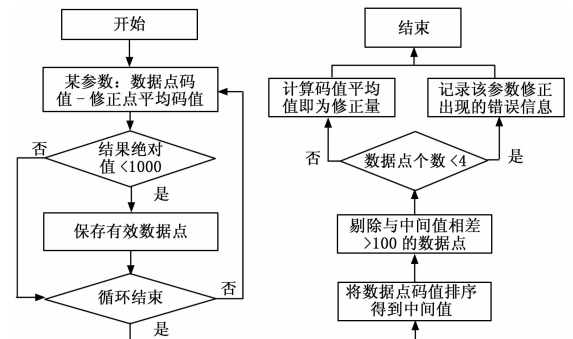 开始
某参数：数据点码
值-修正点平均码值
否
结果绝对
值<1000
是
保存有效数据点
循环结束
否
是
结束
计算码值平均
值即为修正量
记录该参数修正
出现的错误信息
否
数据点个数<4
是
剔除与中间值相差
>100的数据点
将数据点码值排序
得到中间值